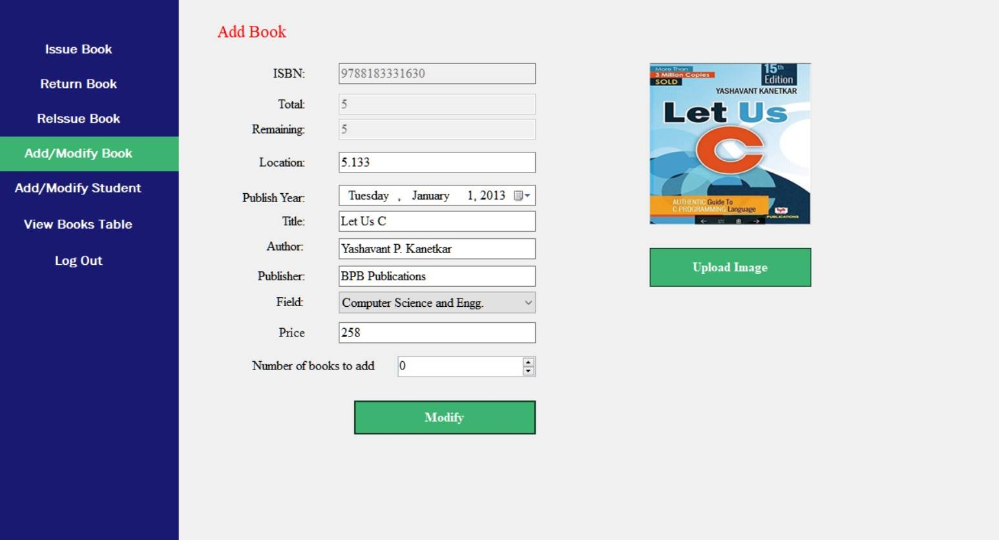 Issue Book
Return Book
ReIssue Book
Add/Modify Book
Add/Modify Student
View Books Table
Log Out
Add Book
ISBN: 9788183331630
Total: 5
Remaining: 5
Location: 5.133
Publish Year: Tuesday , January 1, 2013
Title: Let Us C
Author: Yashavant P. Kanetkar
Publisher: BPB Publications
Field: Computer Science and Engg.
Price 258
Number of books to add 0
Modify
More Than
3 Million Copies
SOLD
15th
Edition
YASHAVANT KANETKAR
Let Us
C
AUTHENTIC Guide To
C PROGRAMMING Language
bpb
PUBLICATIONS
Upload Image